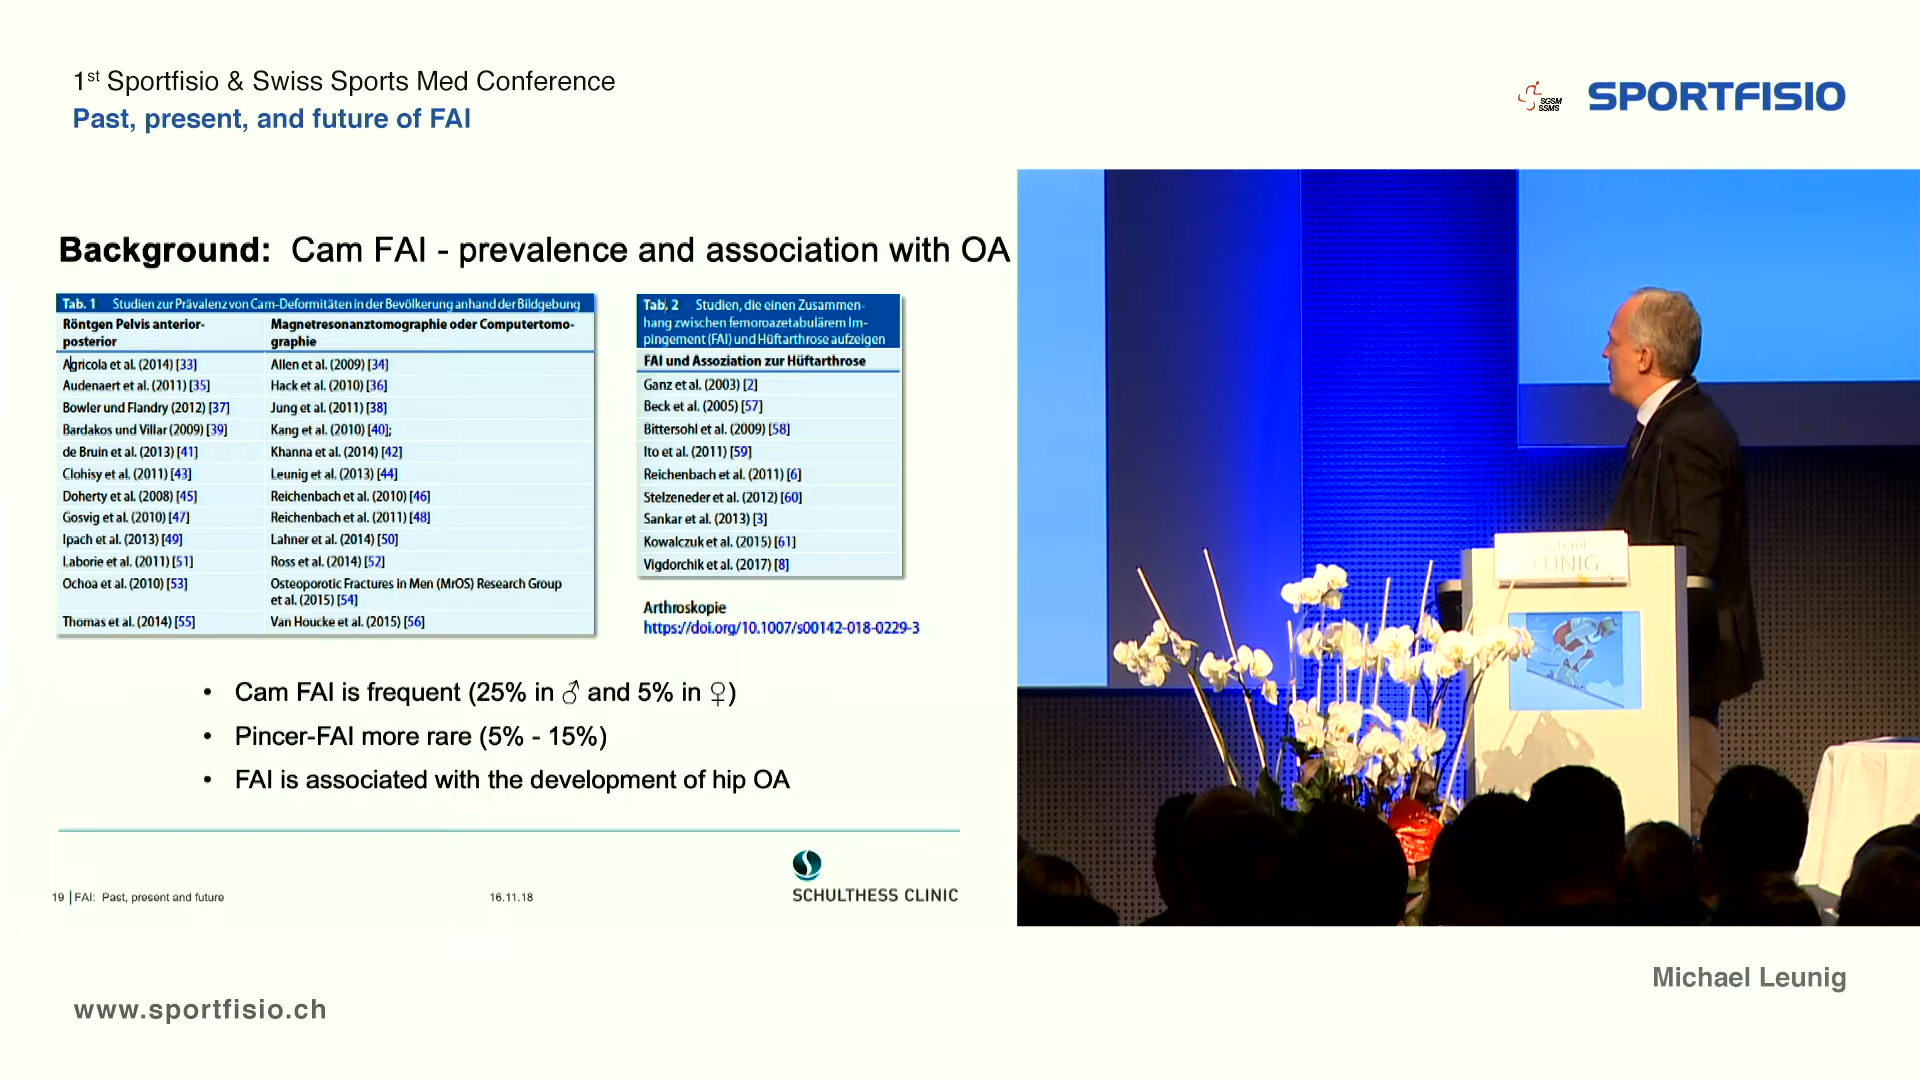 1st Sportfisio & Swiss Sports Med Conference
Past, present, and future of FAI
SGSM
SSMS
SPORTFISIO
Background: Cam FAI - prevalence and association with OA
Tab. 1 Studien zur Prävalenz von Cam-Deformitäten in der Bevölkerung anhand der Bildgebung
Röntgen Pelvis anterior-
posterior
Magnetresonanztomographie oder Computertomo-
graphie
Agricola et al. (2014) [33] Allen et al. (2009) [34]
Audenaert et al. (2011) [35] Hack et al. (2010) [36]
Bowler und Flandry (2012) [37] Jung et al. (2011) [38]
Bardakos und Villar (2009) [39] Kang et al. (2010) [40];
de Bruin et al. (2013) [41] Khanna et al. (2014) [42]
Clohisy et al. (2011) [43] Leunig et al. (2013) [44]
Doherty et al. (2008) [45] Reichenbach et al. (2010) [46]
Gosvig et al. (2010) [47] Reichenbach et al. (2011) [48]
Ipach et al. (2013) [49] Lahner et al. (2014) [50]
Laborie et al. (2011) [51] Ross et al. (2014) [52]
Ochoa et al. (2010) [53] Osteoporotic Fractures in Men (MrOS) Research Group
et al. (2015) [54]
Thomas et al. (2014) [55] Van Houcke et al. (2015) [56]
Tab. 2 Studien, die einen Zusammen-
hang zwischen femoroazetabulärem Im-
pingement (FAI) und Hüftarthrose aufzeigen
FAI und Assoziation zur Hüftarthrose
Ganz et al. (2003) [2]
Beck et al. (2005) [57]
Bittersohl et al. (2009) [58]
Ito et al. (2011) [59]
Reichenbach et al. (2011) [6]
Stelzeneder et al. (2012) [60]
Sankar et al. (2013) [3]
Kowalczuk et al. (2015) [61]
Vigdorchik et al. (2017) [8]
Arthroskopie
https://doi.org/10.1007/s00142-018-0229-3
• Cam FAI is frequent (25% in ♂ and 5% in ♀)
• Pincer-FAI more rare (5% - 15%)
• FAI is associated with the development of hip OA
19 | FAI: Past, present and future
16.11.18
SCHULTHESS CLINIC
Michael Leunig
www.sportfisio.ch